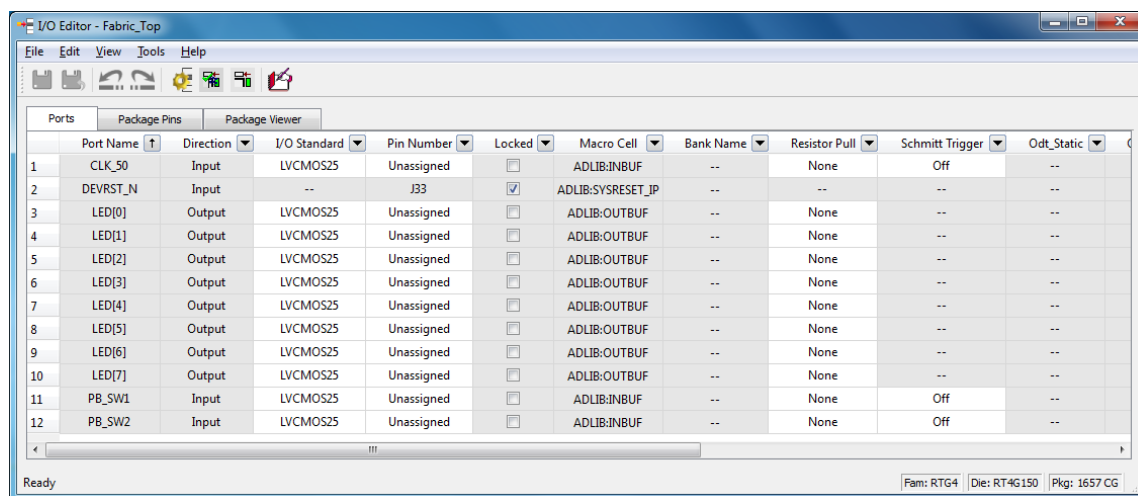 I/O Editor - Fabric_Top
File Edit View Tools Help
Ports Package Pins Package Viewer
Port Name Direction I/O Standard Pin Number Locked Macro Cell Bank Name Resistor Pull Schmitt Trigger Odt_Static
1 CLK_50 Input LVCMOS25 Unassigned ADLIB:INBUF -- None Off --
2 DEVRST_N Input -- J33 ADLIB:SYSRESET_IP -- -- -- --
3 LED[0] Output LVCMOS25 Unassigned ADLIB:OUTBUF -- None -- --
4 LED[1] Output LVCMOS25 Unassigned ADLIB:OUTBUF -- None -- --
5 LED[2] Output LVCMOS25 Unassigned ADLIB:OUTBUF -- None -- --
6 LED[3] Output LVCMOS25 Unassigned ADLIB:OUTBUF -- None -- --
7 LED[4] Output LVCMOS25 Unassigned ADLIB:OUTBUF -- None -- --
8 LED[5] Output LVCMOS25 Unassigned ADLIB:OUTBUF -- None -- --
9 LED[6] Output LVCMOS25 Unassigned ADLIB:OUTBUF -- None -- --
10 LED[7] Output LVCMOS25 Unassigned ADLIB:OUTBUF -- None -- --
11 PB_SW1 Input LVCMOS25 Unassigned ADLIB:INBUF -- None Off --
12 PB_SW2 Input LVCMOS25 Unassigned ADLIB:INBUF -- None Off --
Ready Fam: RTG4 Die: RT4G150 Pkg: 1657 CG